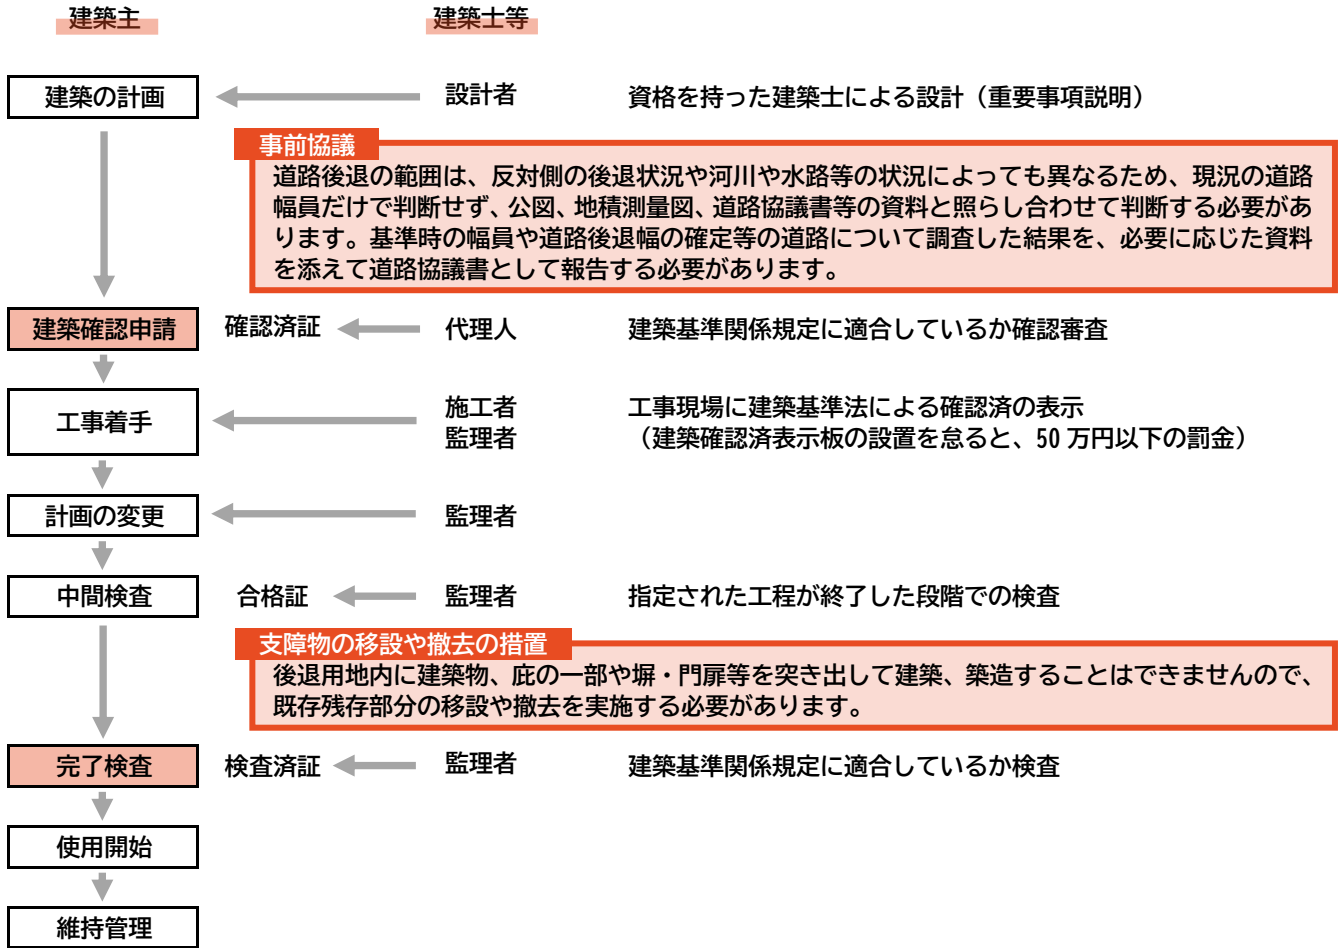 建築主 建築士等
建築の計画 設計者 資格を持った建築士による設計（重要事項説明）
事前協議
道路後退の範囲は、反対側の後退状況や河川や水路等の状況によっても異なるため、現況の道路
幅員だけで判断せず、公図、地積測量図、道路協議書等の資料と照らし合わせて判断する必要があ
ります。基準時の幅員や道路後退幅の確定等の道路について調査した結果を、必要に応じた資料
を添えて道路協議書として報告する必要があります。
建築確認申請 確認済証 代理人 建築基準関係規定に適合しているか確認審査
工事着手
施工者 工事現場に建築基準法による確認済の表示
監理者 （建築確認済表示板の設置を怠ると、50 万円以下の罰金）
計画の変更 監理者
中間検査 合格証 監理者 指定された工程が終了した段階での検査
支障物の移設や撤去の措置
後退用地内に建築物、庇の一部や塀・門扉等を突き出して建築、築造することはできませんので、
既存残存部分の移設や撤去を実施する必要があります。
完了検査 検査済証 監理者 建築基準関係規定に適合しているか検査
使用開始
維持管理